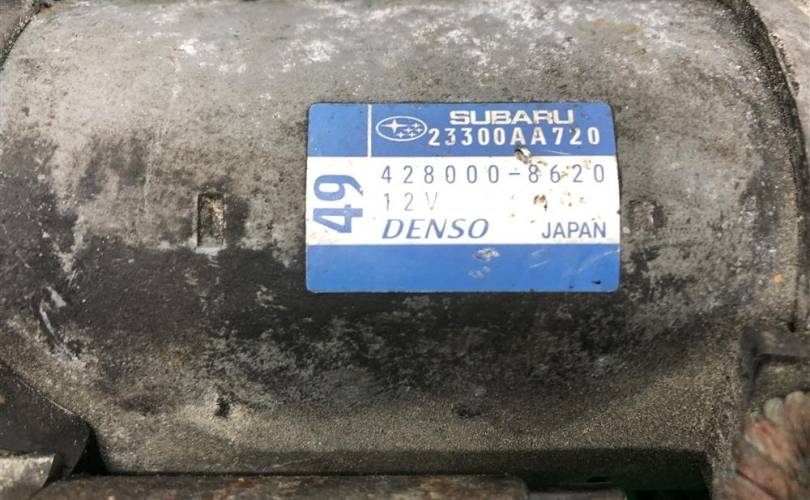 SUBARU
23300AA720
49
428000-8620
12V
DENSO JAPAN